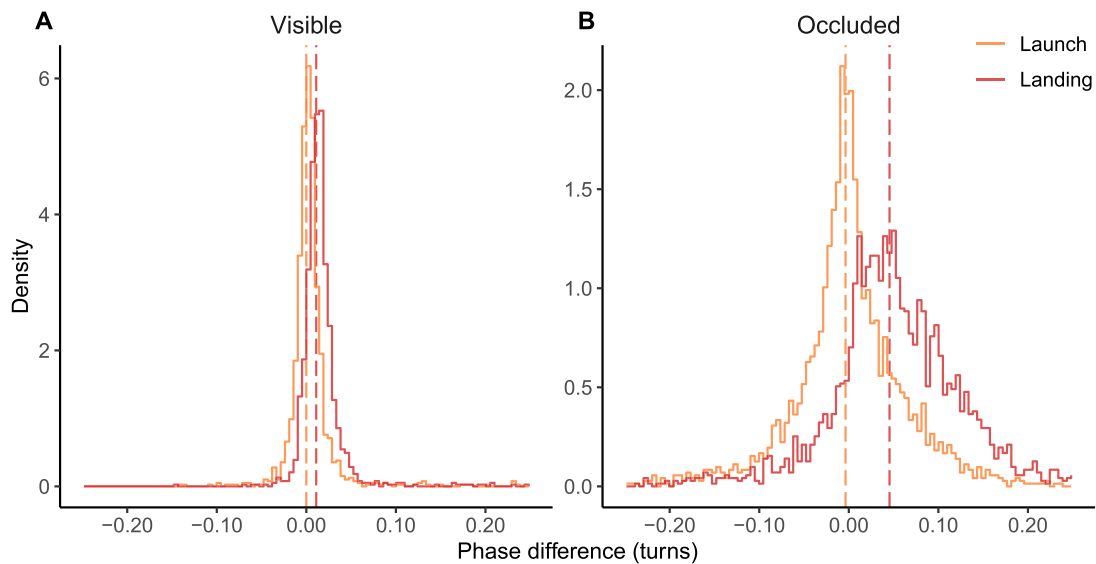 A
Visible
B
Occluded
Launch
Landing
Density
6
4
2
0
2.0
1.5
1.0
0.5
0.0
−0.20
−0.10
0.00
0.10
0.20
−0.20
−0.10
0.00
0.10
0.20
Phase difference (turns)